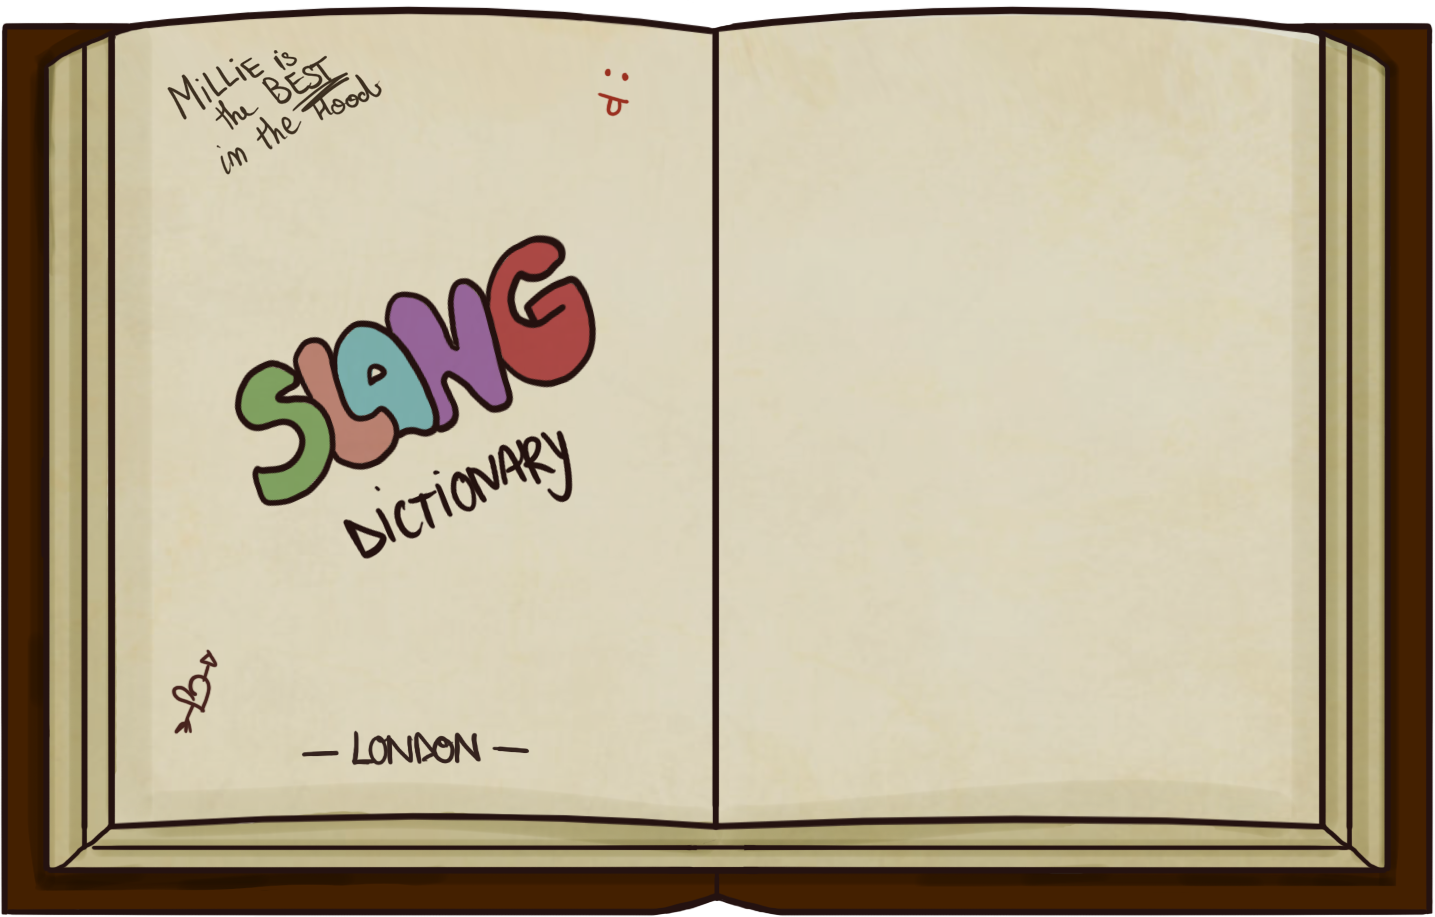 MiLLiE is
the BEST
in the Hood
SLANG
DiCTiONARY
— LONDON —